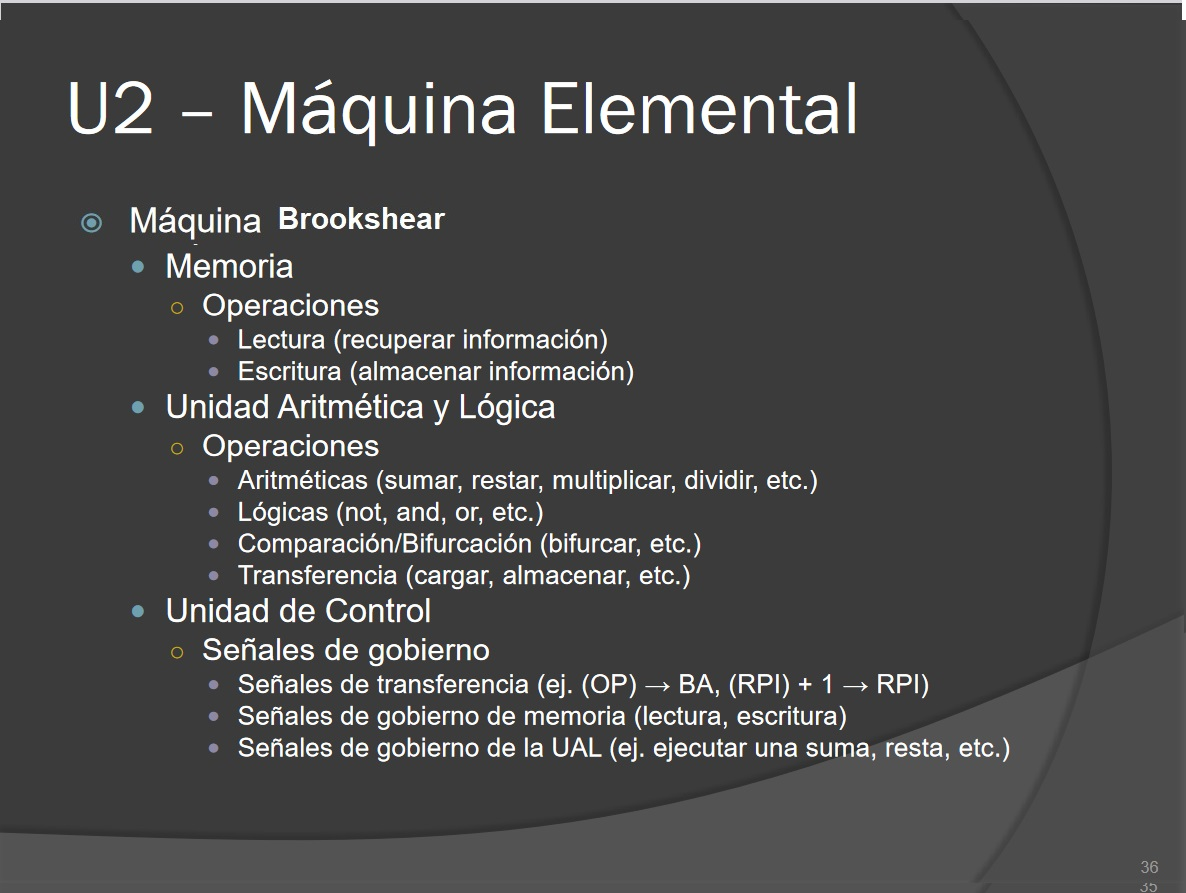 U2 – Máquina Elemental
Máquina Brookshear
Memoria
Operaciones
Lectura (recuperar información)
Escritura (almacenar información)
Unidad Aritmética y Lógica
Operaciones
Aritméticas (sumar, restar, multiplicar, dividir, etc.)
Lógicas (not, and, or, etc.)
Comparación/Bifurcación (bifurcar, etc.)
Transferencia (cargar, almacenar, etc.)
Unidad de Control
Señales de gobierno
Señales de transferencia (ej. (OP) → BA, (RPI) + 1 → RPI)
Señales de gobierno de memoria (lectura, escritura)
Señales de gobierno de la UAL (ej. ejecutar una suma, resta, etc.)
36
35